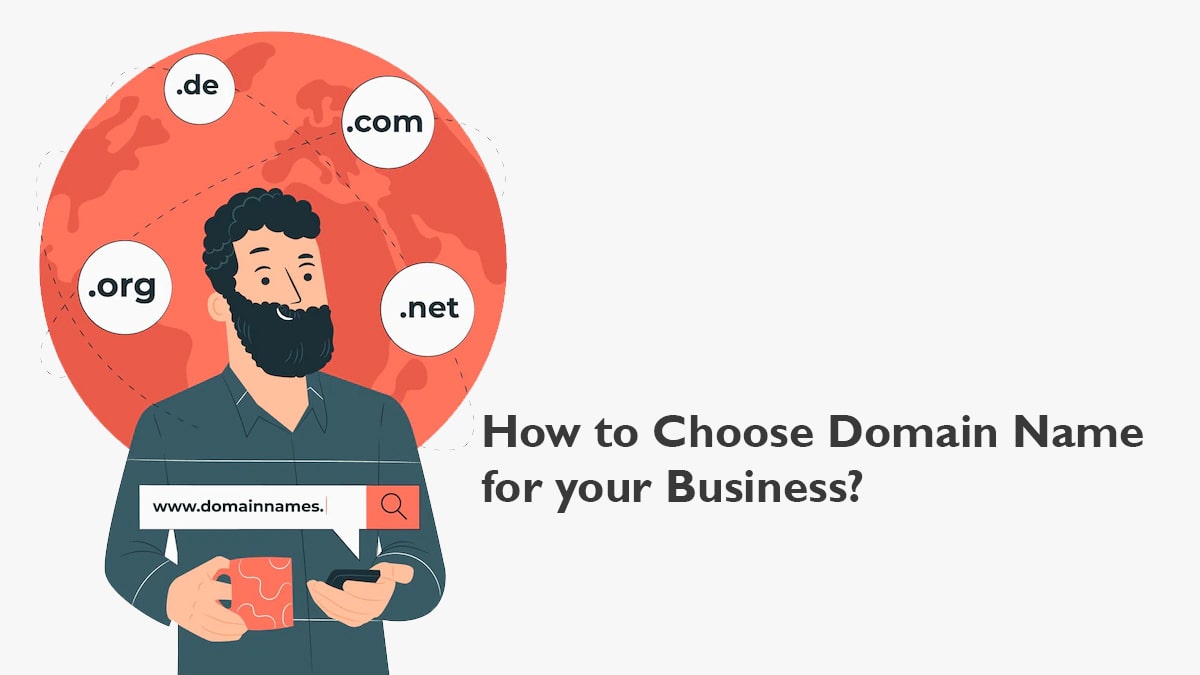 .de
.com
.org
.net
How to Choose Domain Name
for your Business?
www.domainnames.